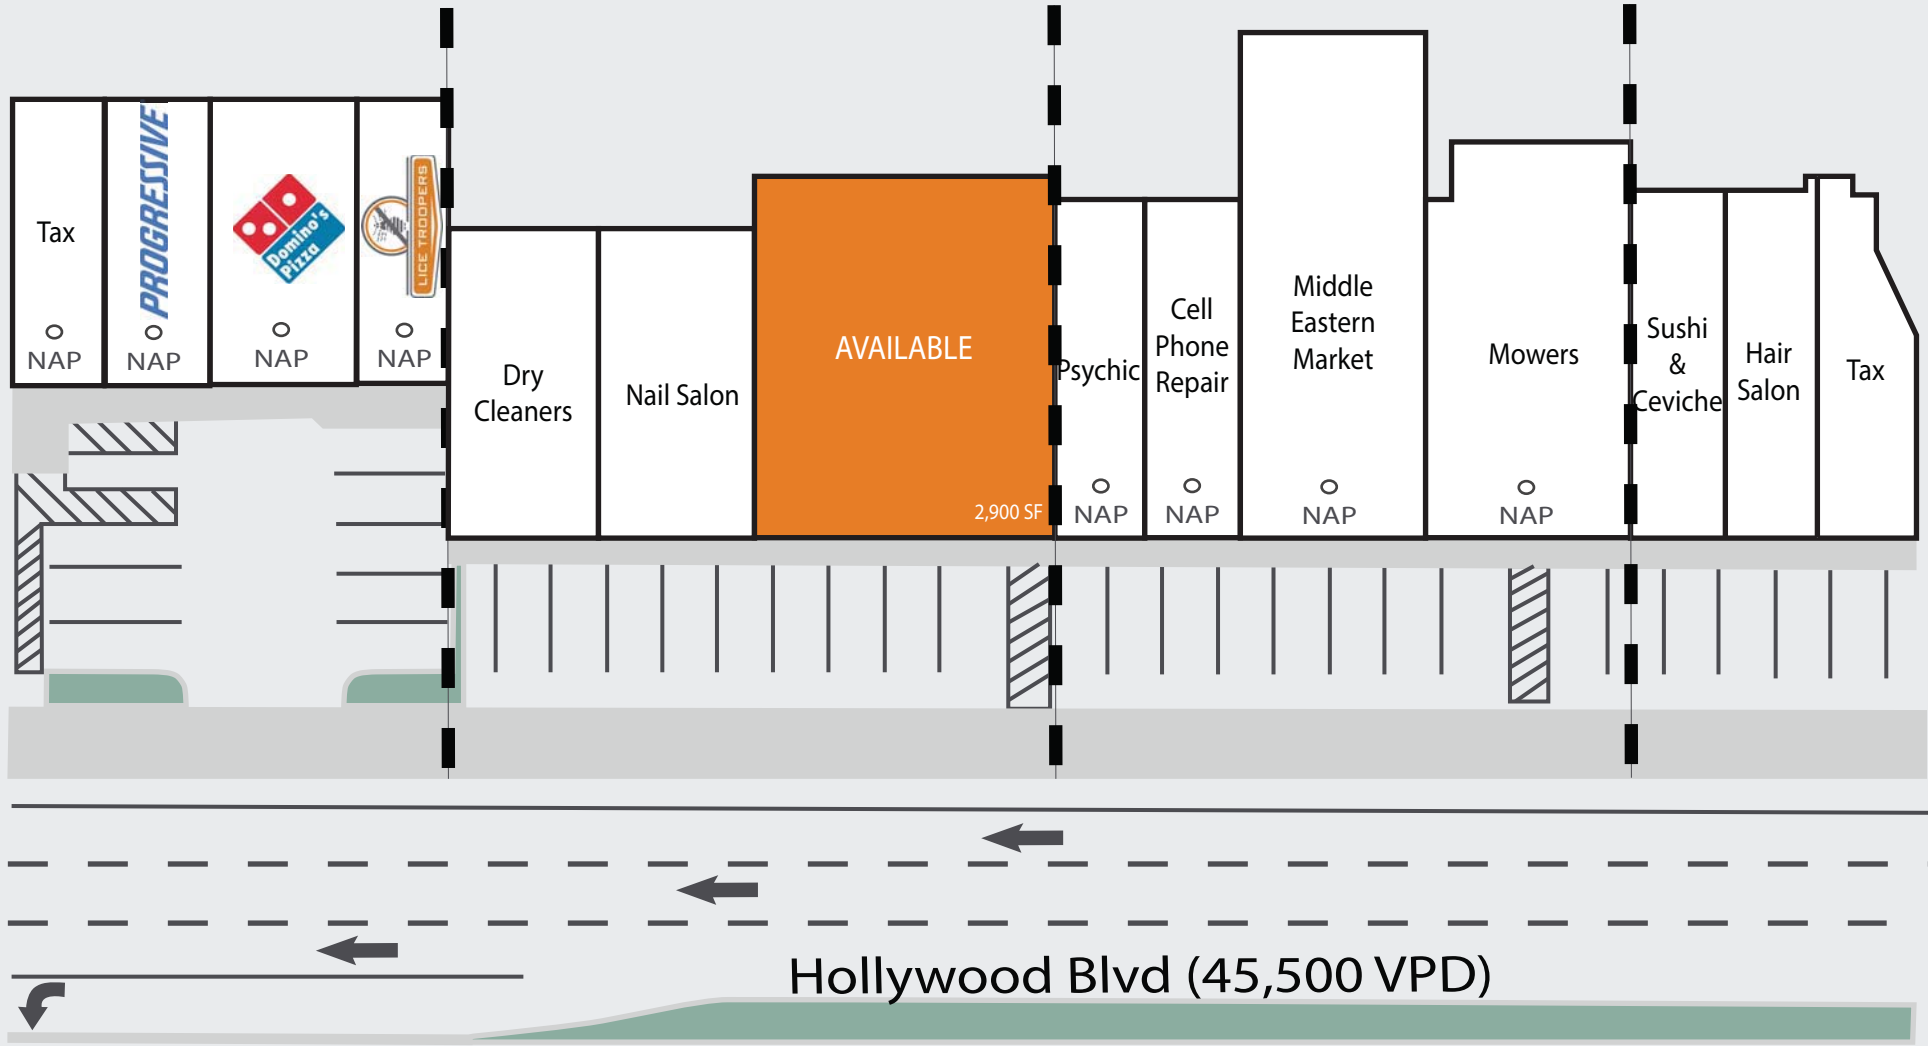 Tax
NAP
PROGRESSIVE
NAP
Domino's
Pizza
NAP
LICE TROOPERS
NAP
Dry
Cleaners
Nail Salon
AVAILABLE
2,900 SF
Psychic
NAP
Cell
Phone
Repair
NAP
Middle
Eastern
Market
NAP
Mowers
NAP
Sushi
&
Ceviche
Hair
Salon
Tax
Hollywood Blvd (45,500 VPD)